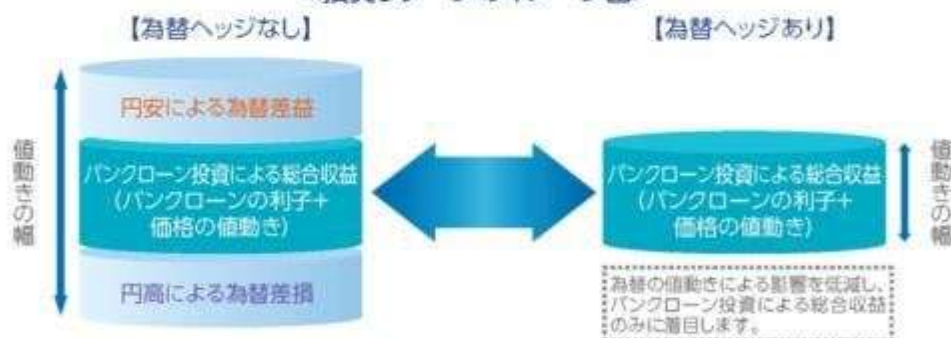 【為替ヘッジなし】
【為替ヘッジあり】
円安による為替差益
バンクローン投資による総合収益
(バンクローンの利子+
価格の値動き)
円高による為替差損
値動きの幅
バンクローン投資による総合収益
(バンクローンの利子+
価格の値動き)
値動きの幅
為替の値動きによる影響を低減し、
バンクローン投資による総合収益
のみに着目します。